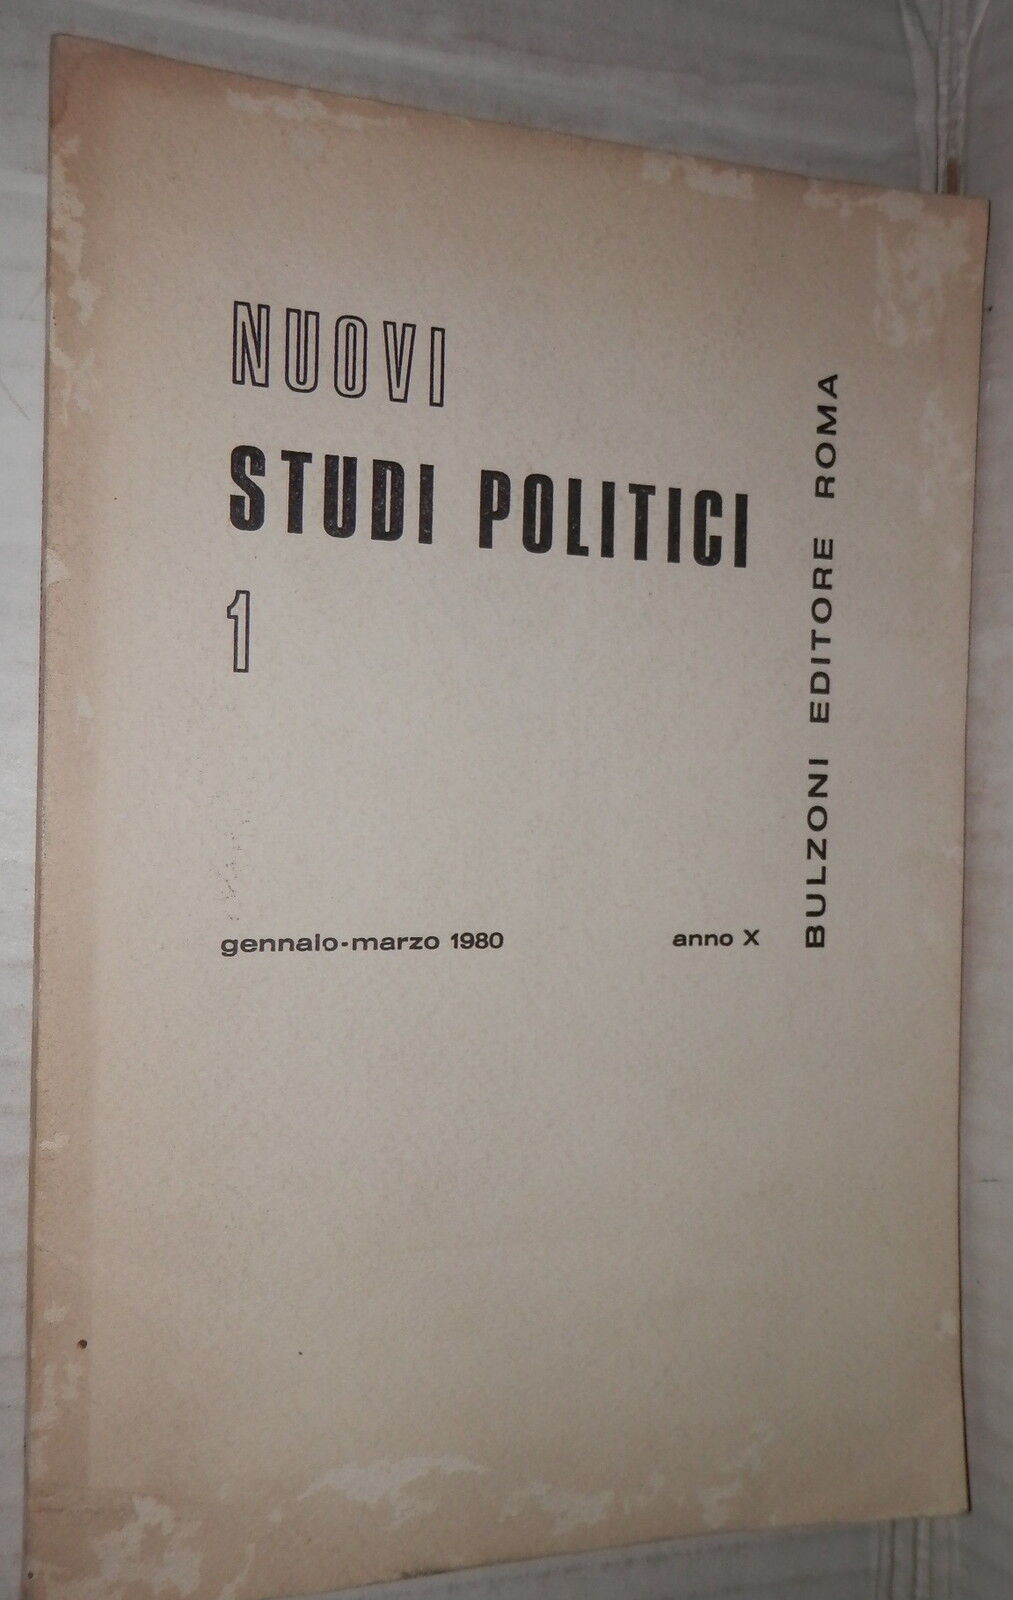 NUOVI
STUDI POLITICI
1
gennaio-marzo 1980
anno X
BULZONI EDITORE ROMA